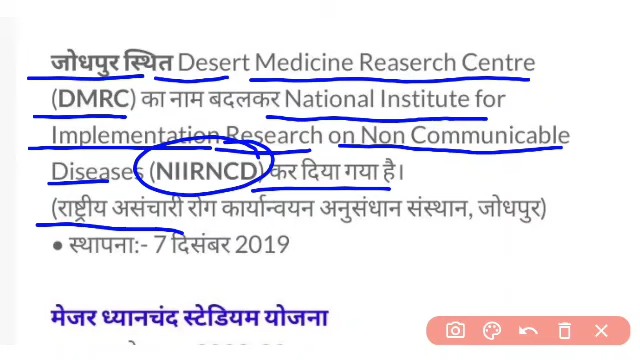 जोधपुर स्थित Desert Medicine Reaserch Centre
(DMRC) का नाम बदलकर National Institute for
Implementation Research on Non Communicable
Diseases (NIIRNCD) कर दिया गया है।
(राष्ट्रीय असंचारी रोग कार्यान्वयन अनुसंधान संस्थान, जोधपुर)
• स्थापना:- 7 दिसंबर 2019
मेजर ध्यानचंद स्टेडियम योजना